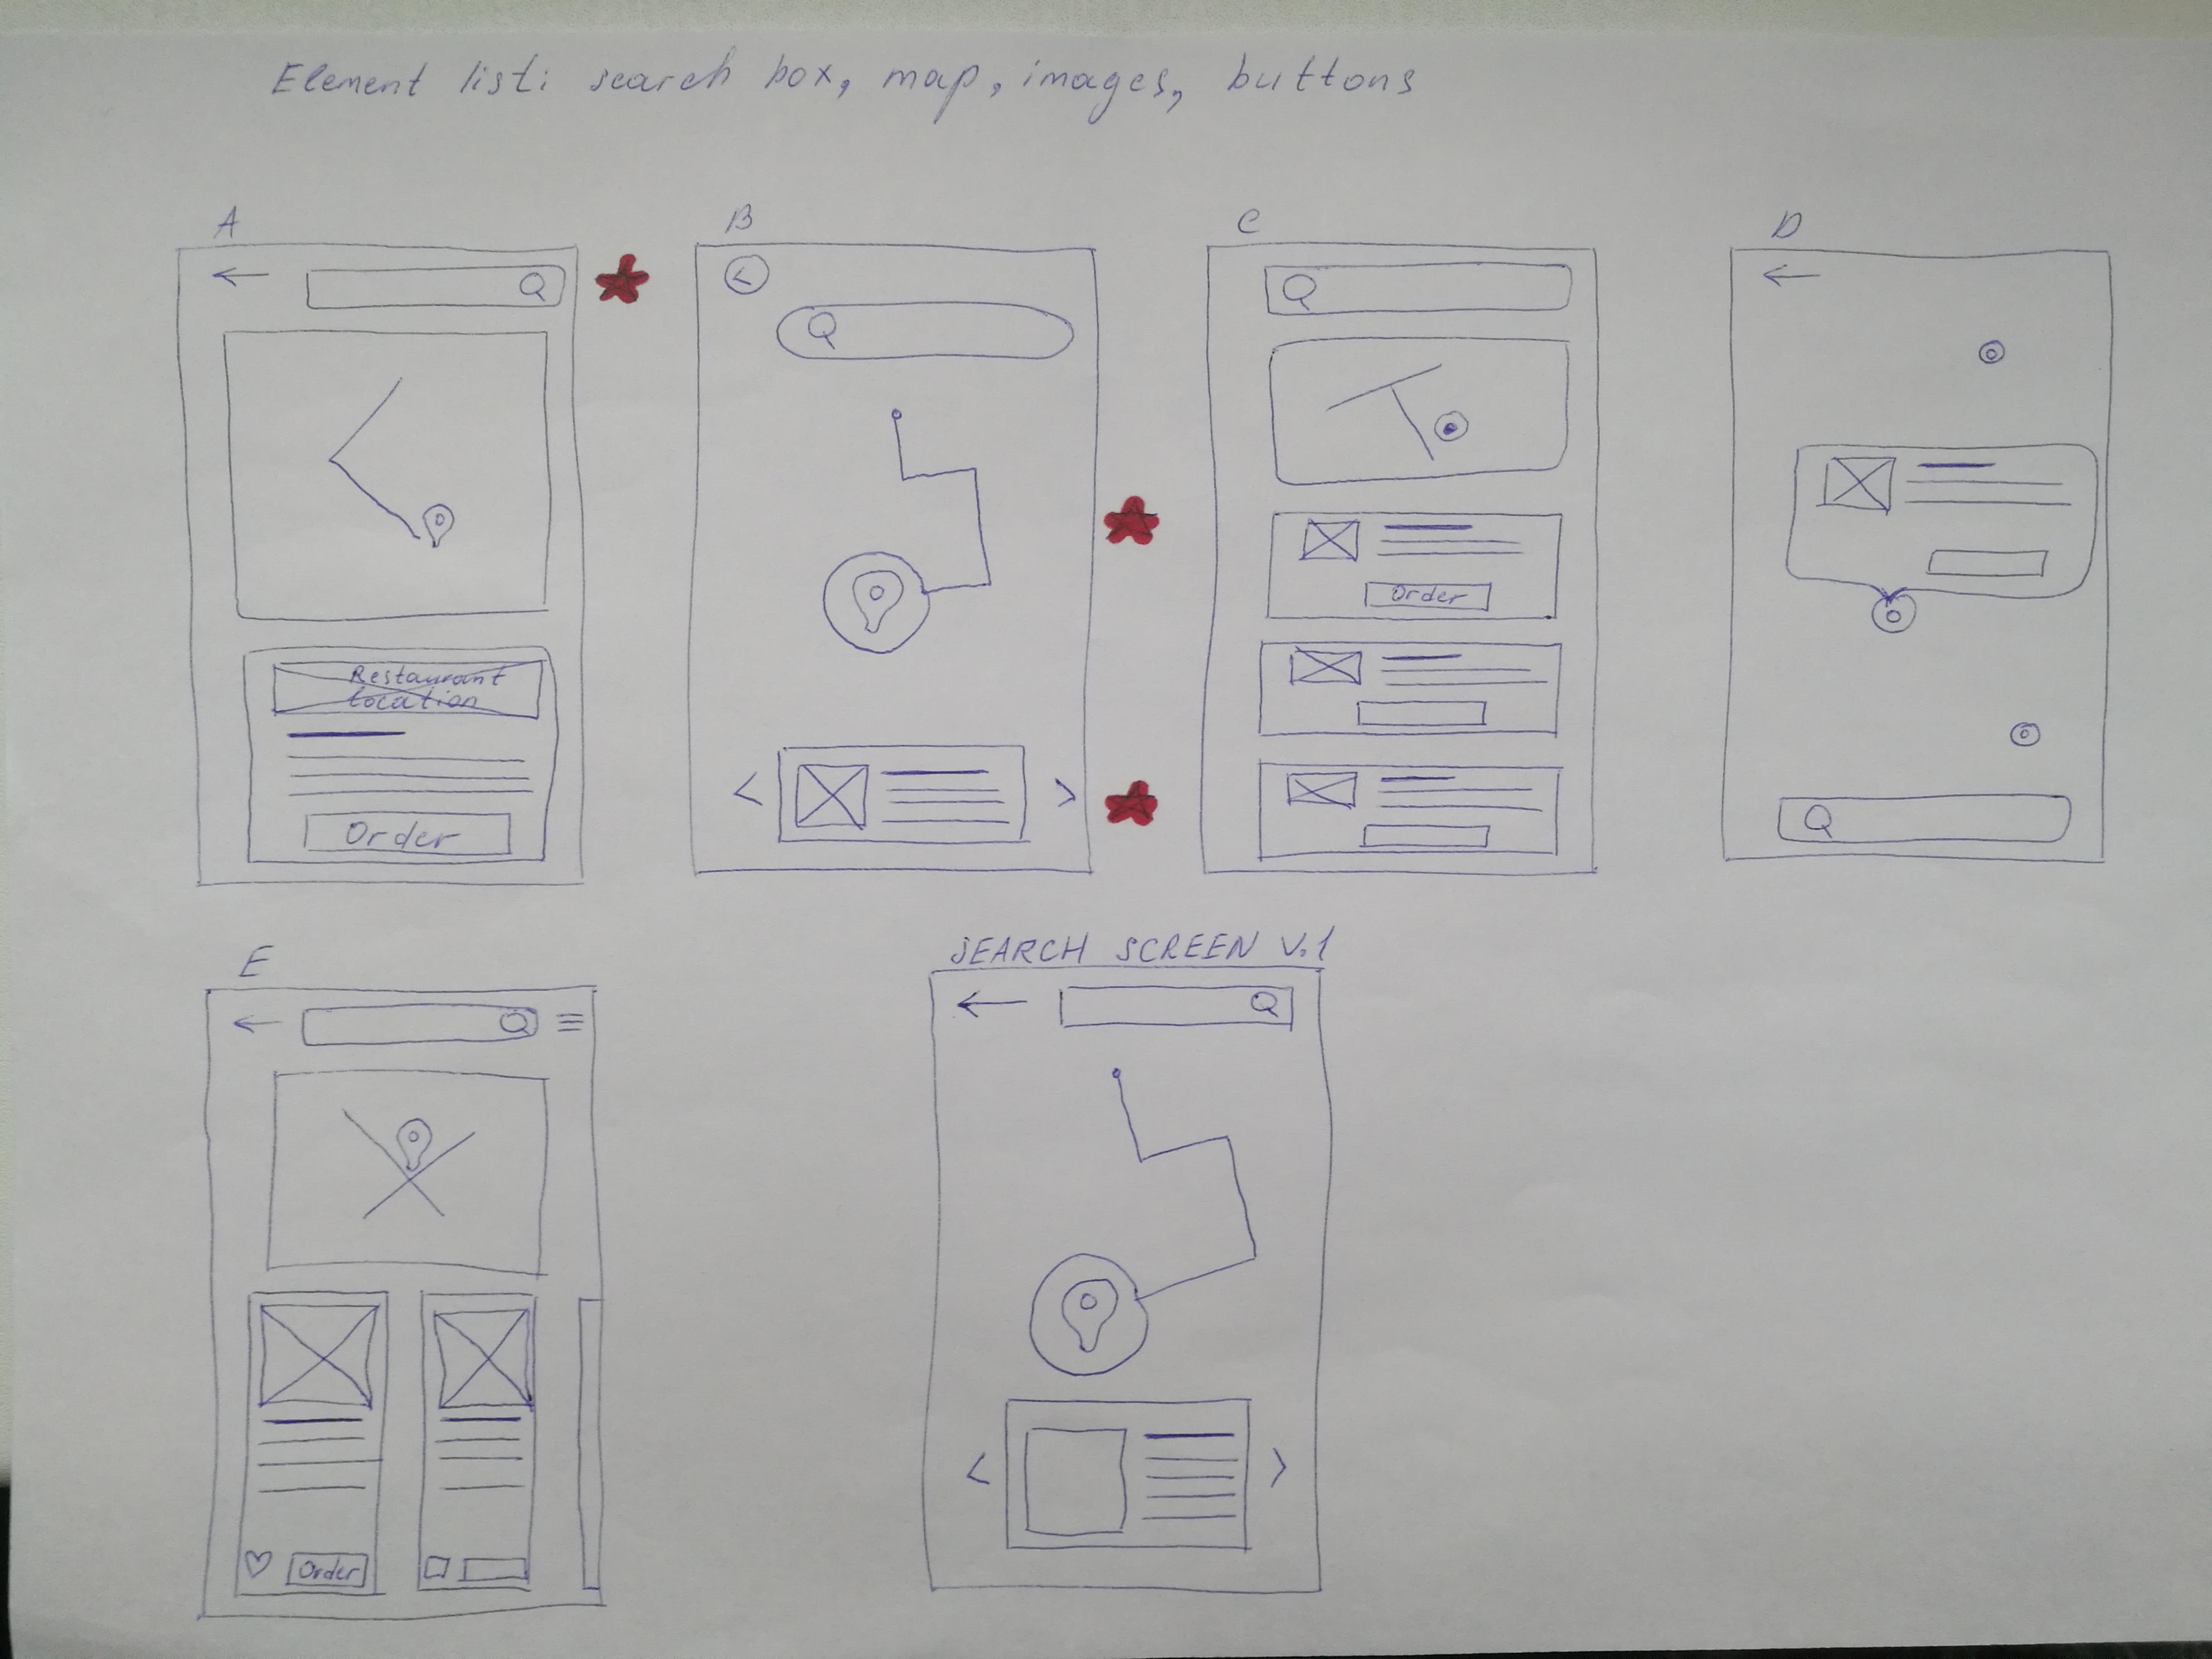 Element list: search box, map, images, buttons
A
B
C
D
Restaurant
location
Order
Order
E
SEARCH SCREEN V.1
Order